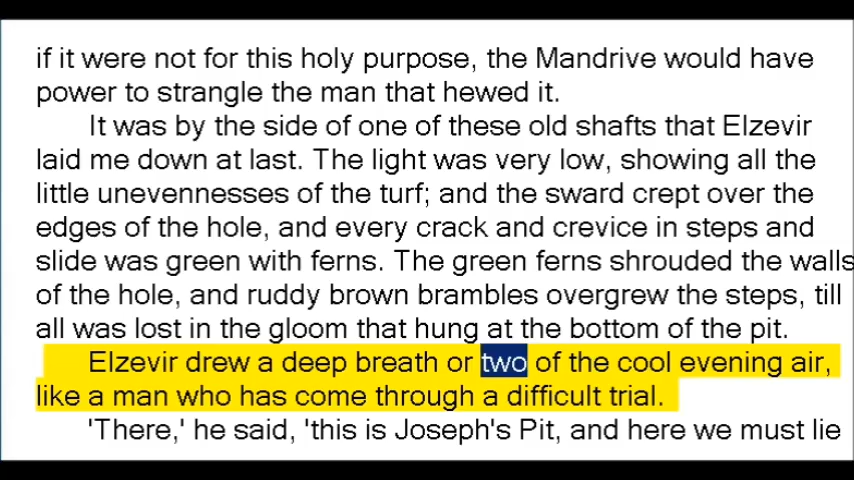 if it were not for this holy purpose, the Mandrive would have
power to strangle the man that hewed it.
It was by the side of one of these old shafts that Elzevir
laid me down at last. The light was very low, showing all the
little unevennesses of the turf; and the sward crept over the
edges of the hole, and every crack and crevice in steps and
slide was green with ferns. The green ferns shrouded the walls
of the hole, and ruddy brown brambles overgrew the steps, till
all was lost in the gloom that hung at the bottom of the pit.
Elzevir drew a deep breath or two of the cool evening air,
like a man who has come through a difficult trial.
'There,' he said, 'this is Joseph's Pit, and here we must lie